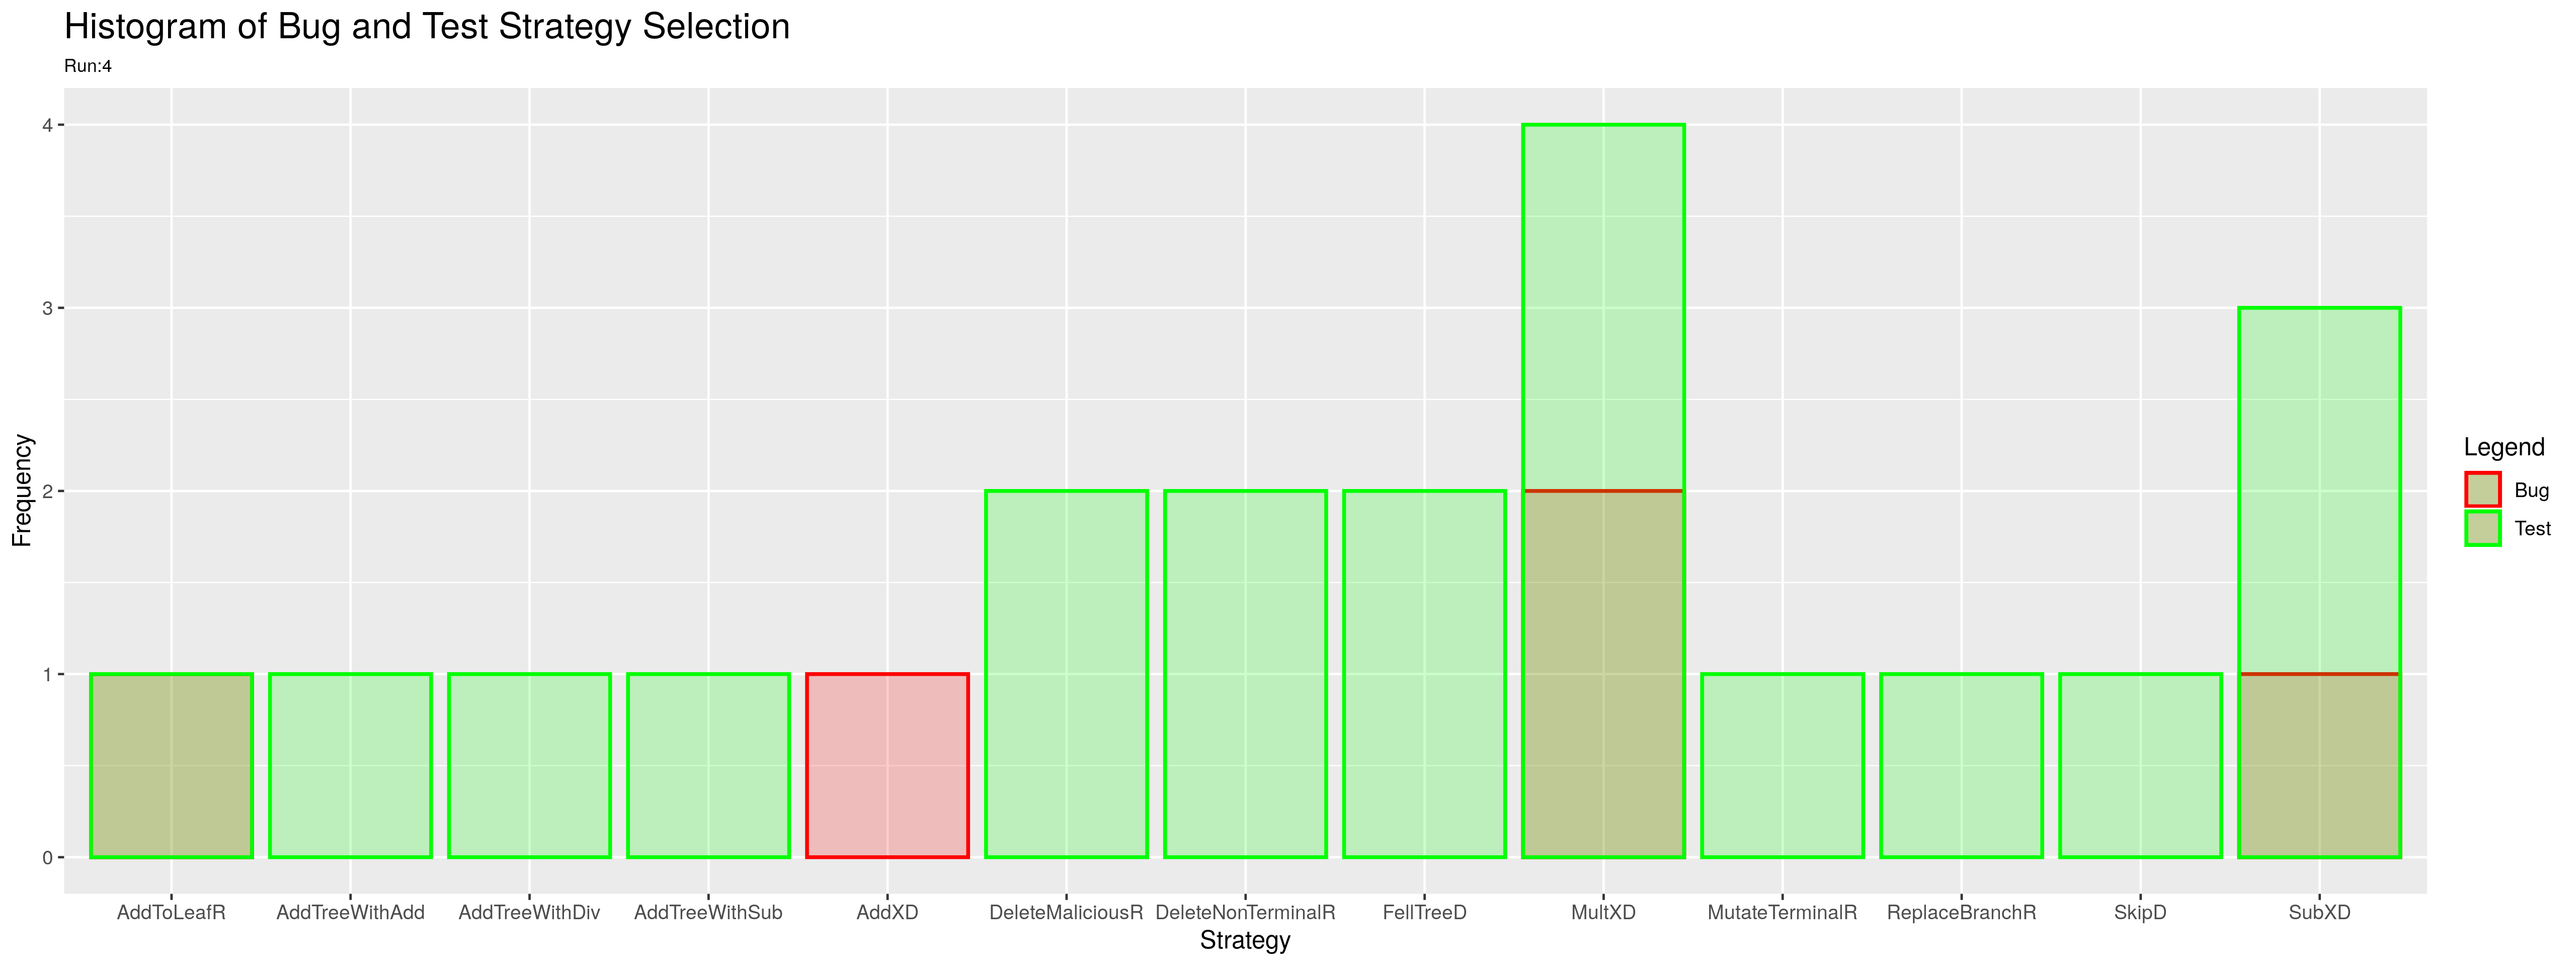 Histogram of Bug and Test Strategy Selection
Run:4
Frequency
4
3
2
1
0
AddToLeafR AddTreeWithAdd AddTreeWithDiv AddTreeWithSub AddXD DeleteMaliciousR DeleteNonTerminalR FellTreeD MultXD MutateTerminalR ReplaceBranchR SkipD SubXD
Strategy
Legend
Bug
Test